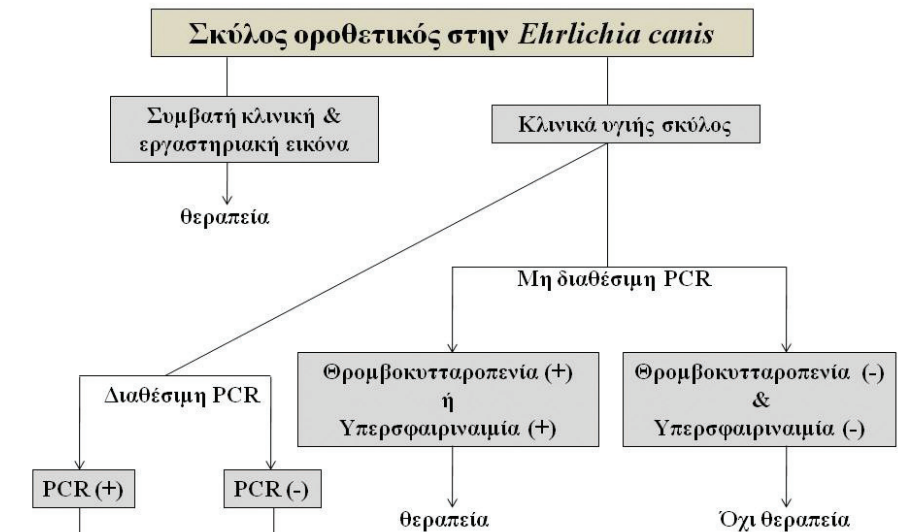 Σκύλος οροθετικός στην Ehrlichia canis
Συμβατή κλινική &
εργαστηριακή εικόνα
Κλινικά υγιής σκύλος
θεραπεία
Μη διαθέσιμη PCR
Διαθέσιμη PCR
Θρομβοκυτταροπενία (+)
ή
Υπερσφαιριναιμία (+)
Θρομβοκυτταροπενία (-)
&
Υπερσφαιριναιμία (-)
PCR (+)
PCR (-)
θεραπεία
Όχι θεραπεία